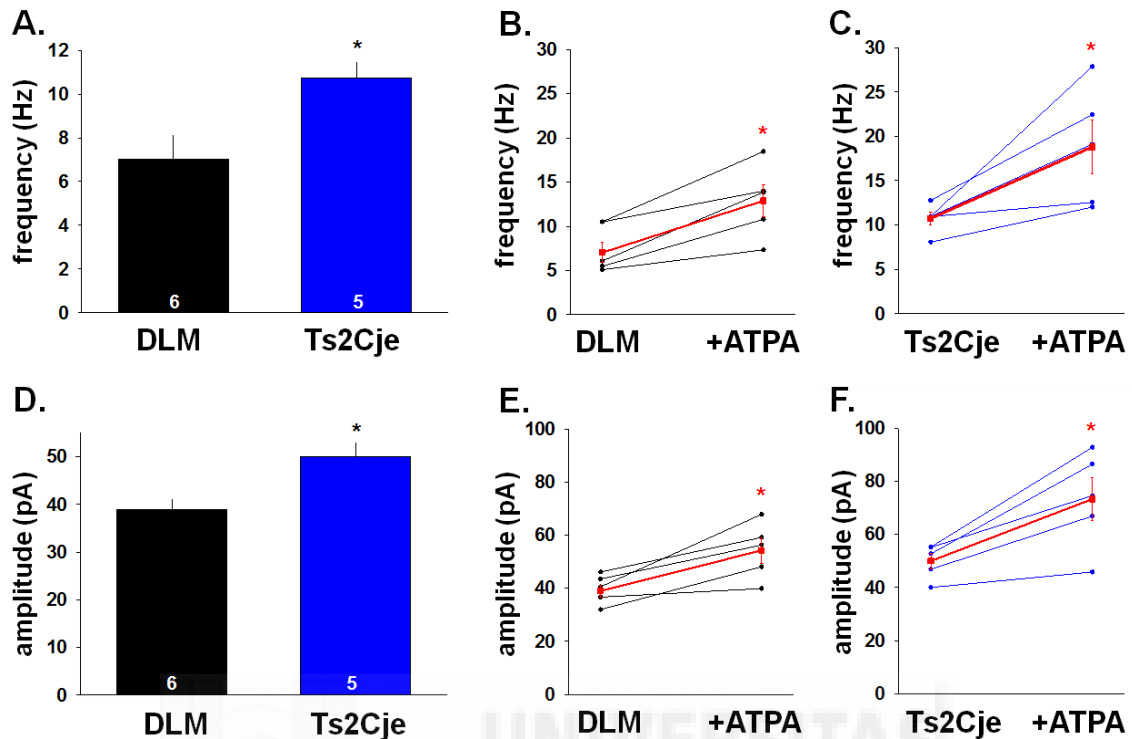 A.
*
frequency (Hz)
12
10
8
6
4
2
0
6
5
DLM
Ts2Cje
B.
*
frequency (Hz)
30
25
20
15
10
5
0
DLM
+ATPA
C.
*
frequency (Hz)
30
25
20
15
10
5
0
Ts2Cje
+ATPA
D.
*
amplitude (pA)
50
40
30
20
10
0
6
5
DLM
Ts2Cje
E.
*
amplitude (pA)
100
80
60
40
20
0
DLM
+ATPA
F.
*
amplitude (pA)
100
80
60
40
20
0
Ts2Cje
+ATPA
UNIVERSITAS